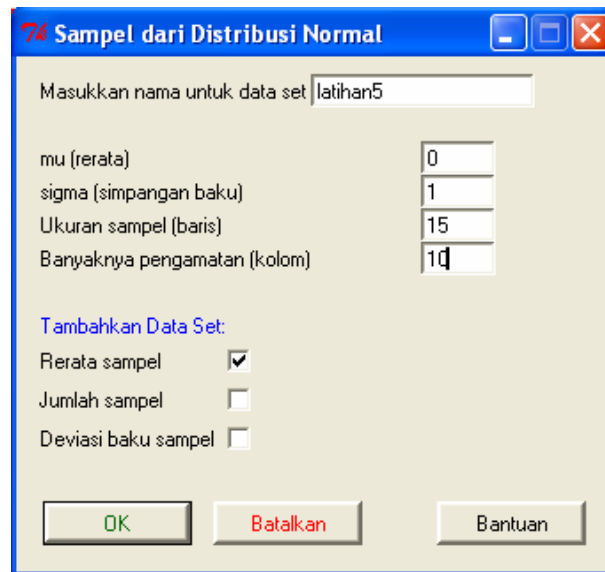 Sampel dari Distribusi Normal
Masukkan nama untuk data set latihan5
mu (rerata) 0
sigma (simpangan baku) 1
Ukuran sampel (baris) 15
Banyaknya pengamatan (kolom) 10
Tambahkan Data Set:
Rerata sampel
Jumlah sampel
Deviasi baku sampel
OK Batalkan Bantuan